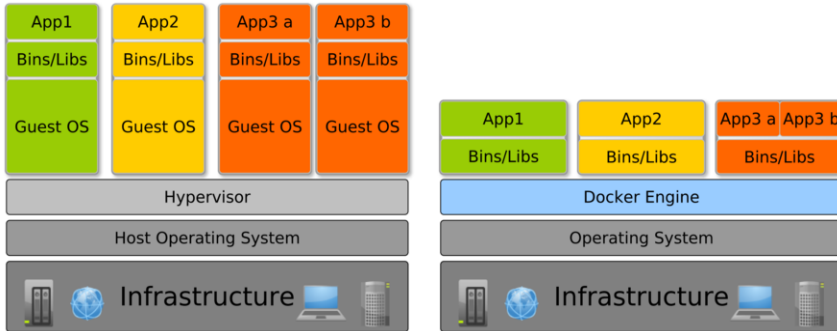 App1 App2 App3 a App3 b
Bins/Libs Bins/Libs Bins/Libs Bins/Libs
Guest OS Guest OS Guest OS Guest OS
Hypervisor
Host Operating System
Infrastructure
App1 App2 App3 a App3 b
Bins/Libs Bins/Libs Bins/Libs
Docker Engine
Operating System
Infrastructure